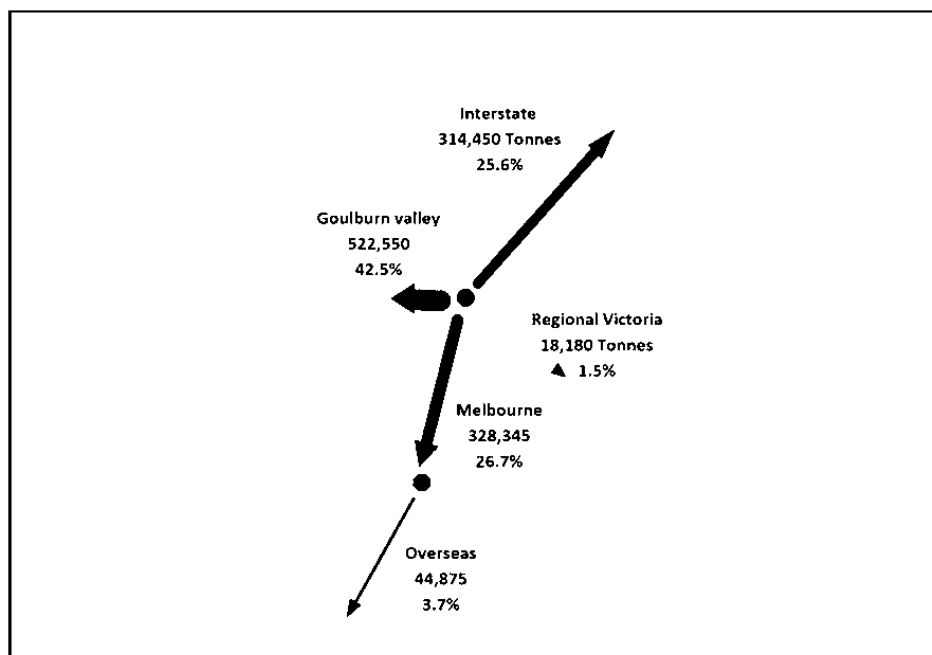 Interstate
314,450 Tonnes
25.6%
Goulburn valley
522,550
42.5%
Regional Victoria
18,180 Tonnes
1.5%
Melbourne
328,345
26.7%
Overseas
44,875
3.7%